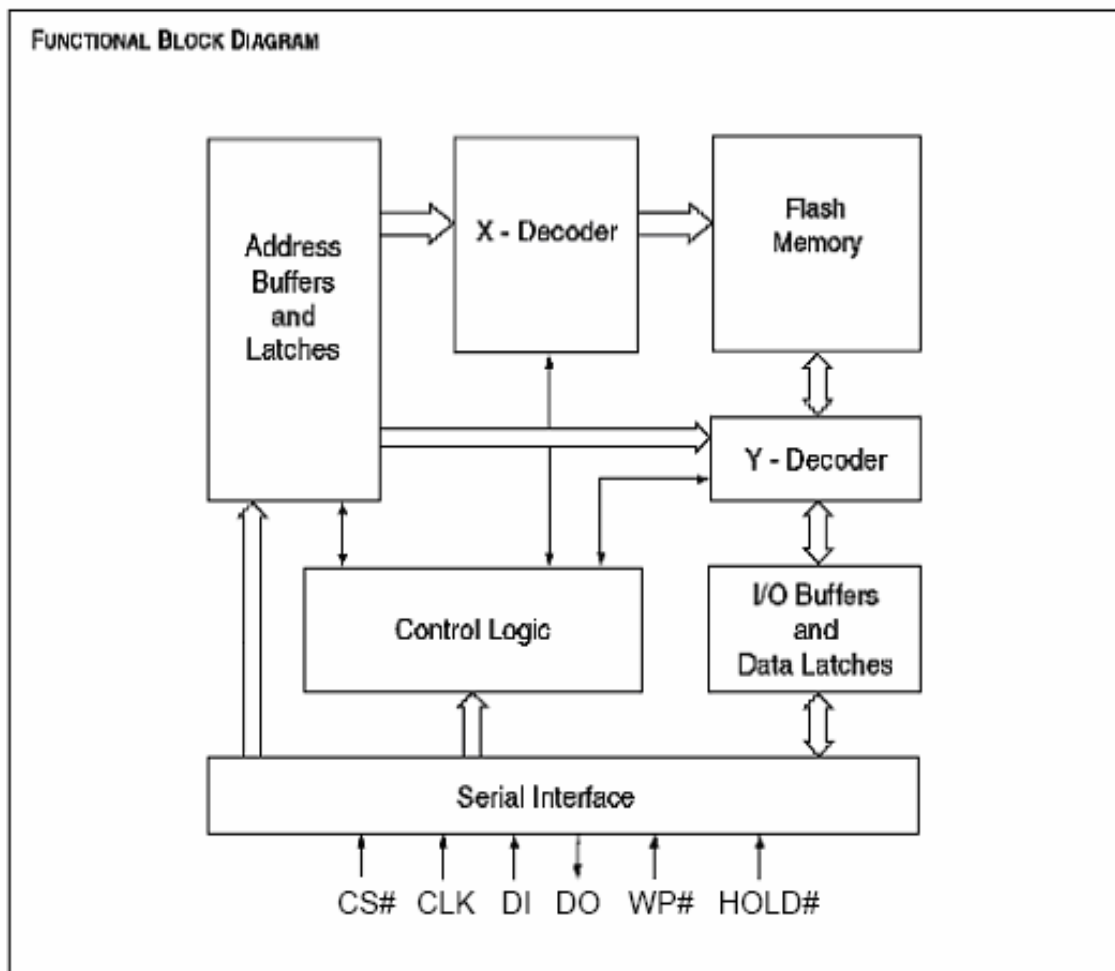 FUNCTIONAL BLOCK DIAGRAM
Address
Buffers
and
Latches
X - Decoder
Flash
Memory
Y - Decoder
Control Logic
I/O Buffers
and
Data Latches
Serial Interface
CS# CLK DI DO WP# HOLD#